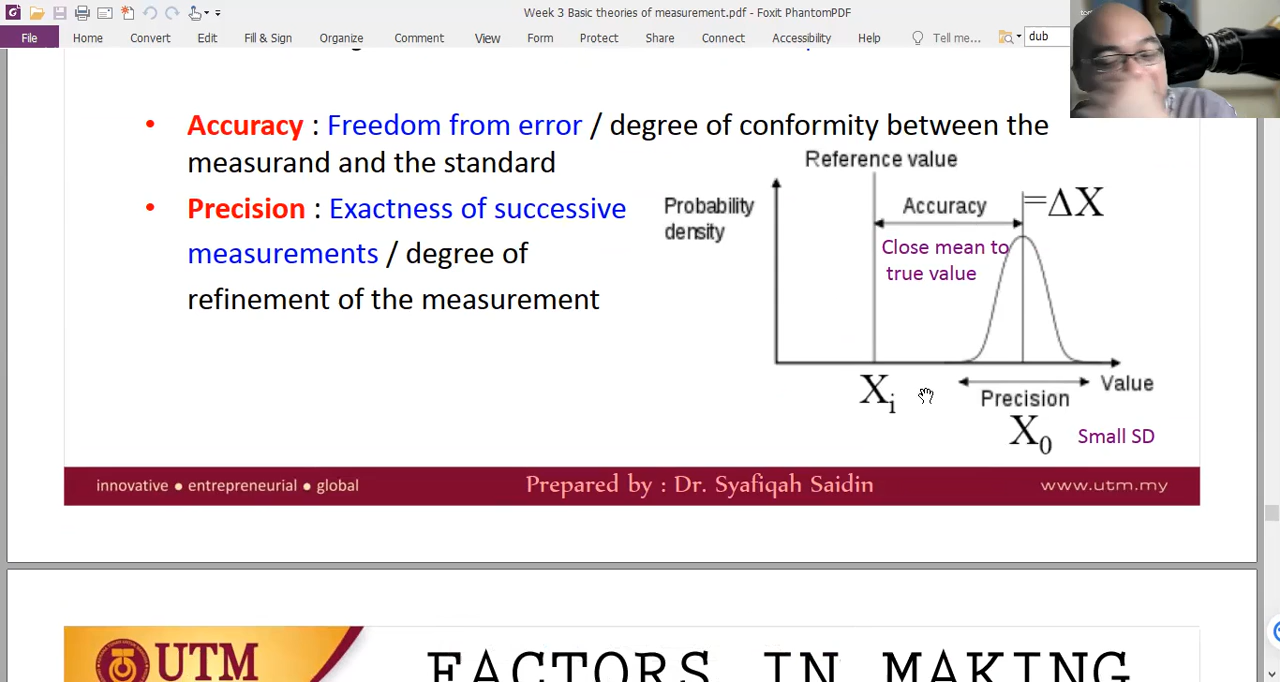 Week 3 Basic theories of measurement.pdf - Foxit PhantomPDF
File Home Convert Edit Fill & Sign Organize Comment View Form Protect Share Connect Accessibility Help Tell me... dub
• Accuracy : Freedom from error / degree of conformity between the
measurand and the standard
• Precision : Exactness of successive
measurements / degree of
refinement of the measurement
Reference value
Probability
density
Accuracy
=ΔX
Close mean to
true value
Value
Xi
Precision
X0
Small SD
innovative ● entrepreneurial ● global
Prepared by : Dr. Syafiqah Saidin
www.utm.my
UTM
FACTORS IN MAKING